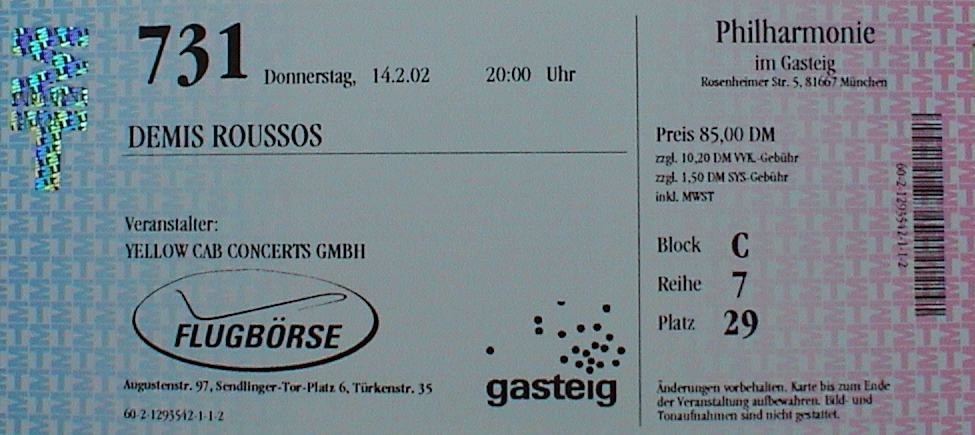 731 Donnerstag, 14.2.02 20:00 Uhr
DEMIS ROUSSOS
Veranstalter:
YELLOW CAB CONCERTS GMBH
FLUGBÖRSE
Augustenstr. 97, Sendlinger-Tor-Platz 6, Türkenstr. 35
60-2-1293542-1-1-2
gasteig
Philharmonie
im Gasteig
Rosenheimer Str. 5, 81667 München
Preis 85,00 DM
zzgl. 10,20 DM VVK-Gebühr
zzgl. 1,50 DM SYS-Gebühr
inkl. MWST
Block C
Reihe 7
Platz 29
Änderungen vorbehalten. Karte bis zum Ende
der Veranstaltung aufbewahren. Bild- und
Tonaufnahmen sind nicht gestattet.
60-2-1293542-1-1-2